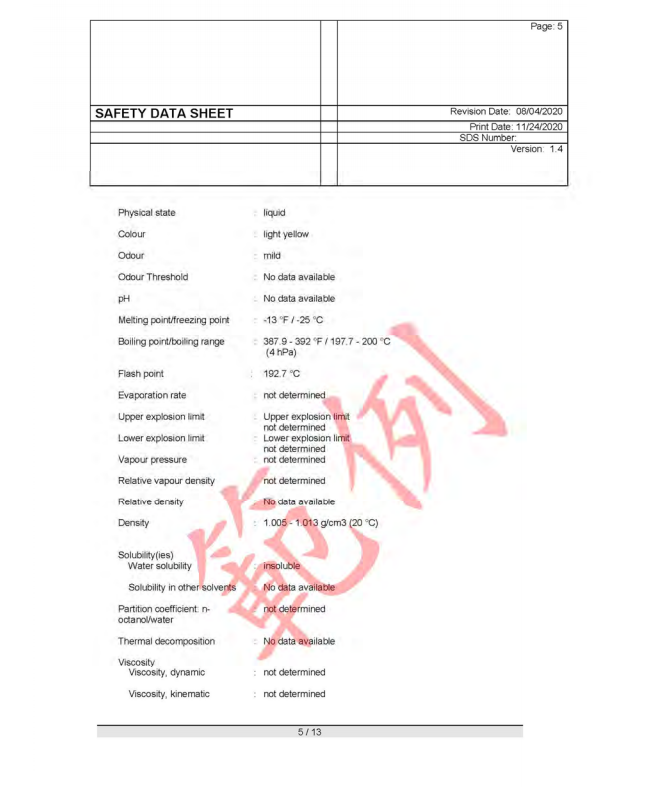 Page: 5
SAFETY DATA SHEET
Revision Date: 08/04/2020
Print Date: 11/24/2020
SDS Number:
Version: 1.4
Physical state : liquid
Colour : light yellow
Odour : mild
Odour Threshold : No data available
pH : No data available
Melting point/freezing point : -13 °F / -25 °C
Boiling point/boiling range : 387.9 - 392 °F / 197.7 - 200 °C
(4 hPa)
Flash point : 192.7 °C
Evaporation rate : not determined
Upper explosion limit : Upper explosion limit
not determined
Lower explosion limit : Lower explosion limit
not determined
Vapour pressure : not determined
Relative vapour density not determined
Relative density No data available
Density : 1.005 - 1.013 g/cm3 (20 °C)
Solubility(ies)
Water solubility : insoluble
Solubility in other solvents : No data available
Partition coefficient: n- : not determined
octanol/water
Thermal decomposition : No data available
Viscosity
Viscosity, dynamic : not determined
Viscosity, kinematic : not determined
5 / 13
範例